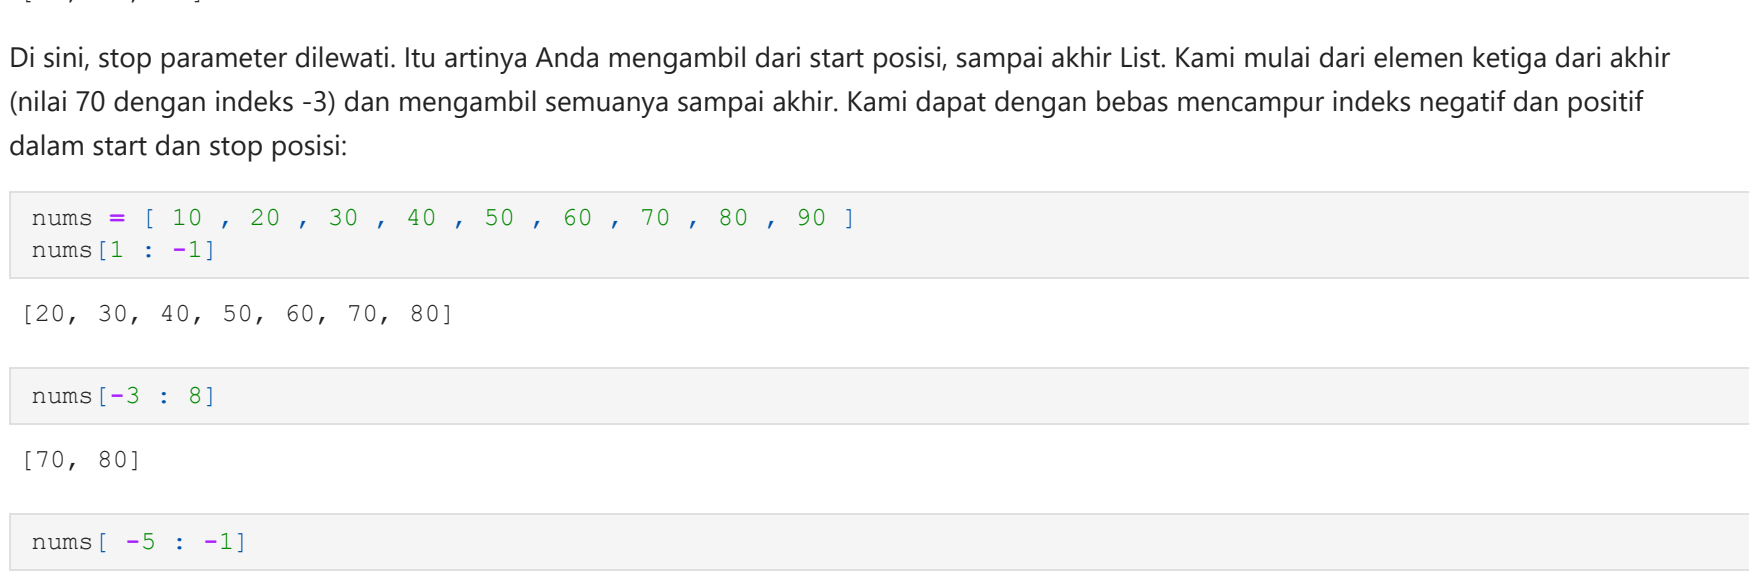 Di sini, stop parameter dilewati. Itu artinya Anda mengambil dari start posisi, sampai akhir List. Kami mulai dari elemen ketiga dari akhir
(nilai 70 dengan indeks -3) dan mengambil semuanya sampai akhir. Kami dapat dengan bebas mencampur indeks negatif dan positif
dalam start dan stop posisi:
nums = [ 10 , 20 , 30 , 40 , 50 , 60 , 70 , 80 , 90 ]
nums[1 : -1]
[20, 30, 40, 50, 60, 70, 80]
nums[-3 : 8]
[70, 80]
nums[ -5 : -1]